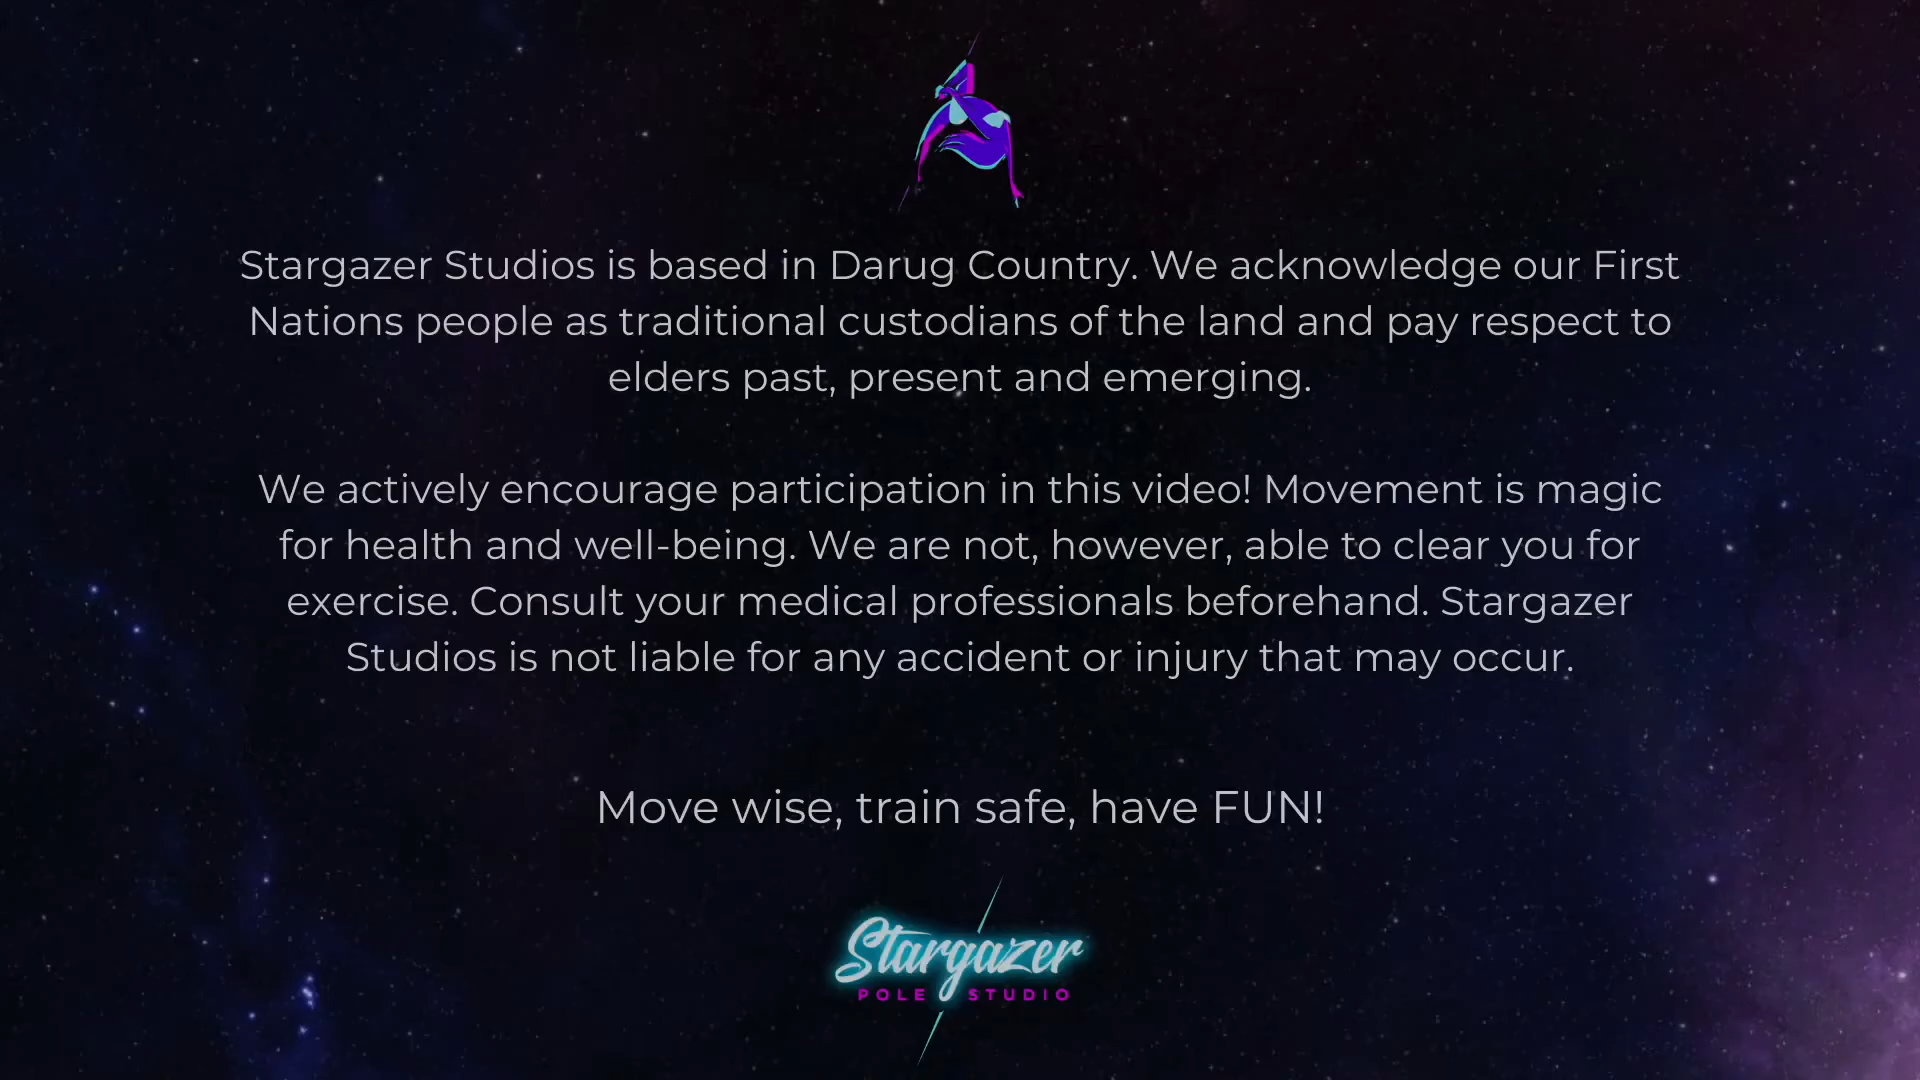 Stargazer Studios is based in Darug Country. We acknowledge our First
Nations people as traditional custodians of the land and pay respect to
elders past, present and emerging.
We actively encourage participation in this video! Movement is magic
for health and well-being. We are not, however, able to clear you for
exercise. Consult your medical professionals beforehand. Stargazer
Studios is not liable for any accident or injury that may occur.
Move wise, train safe, have FUN!
Stargazer
POLE STUDIO